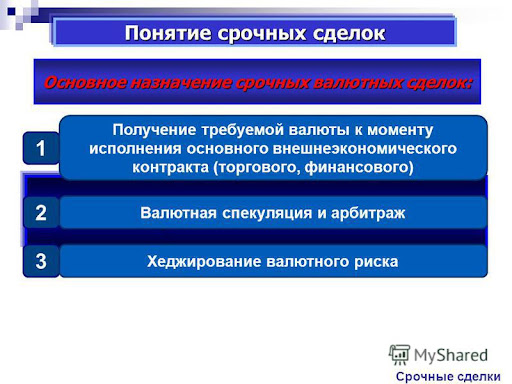 Понятие срочных сделок
Основное назначение срочных валютных сделок:
1
Получение требуемой валюты к моменту
исполнения основного внешнеэкономического
контракта (торгового, финансового)
2
Валютная спекуляция и арбитраж
3
Хеджирование валютного риска
MyShared
Срочные сделки